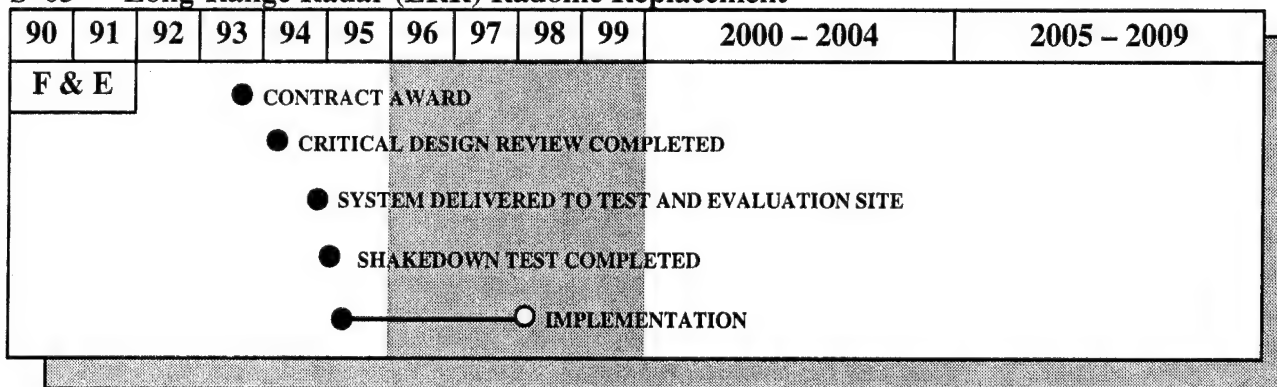 Long-Range Radar (LRR) Radome Replacement
90 91 92 93 94 95 96 97 98 99 2000 – 2004 2005 – 2009
F & E
CONTRACT AWARD
CRITICAL DESIGN REVIEW COMPLETED
SYSTEM DELIVERED TO TEST AND EVALUATION SITE
SHAKEDOWN TEST COMPLETED
IMPLEMENTATION